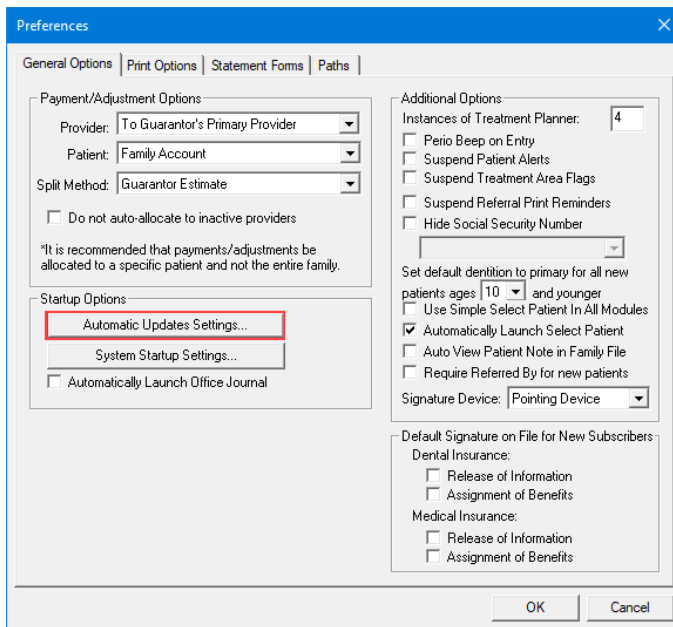 Preferences
General Options
Print Options
Statement Forms
Paths
Payment/Adjustment Options
Provider: To Guarantor's Primary Provider
Patient: Family Account
Split Method: Guarantor Estimate
Do not auto-allocate to inactive providers
*It is recommended that payments/adjustments be
allocated to a specific patient and not the entire family.
Startup Options
Automatic Updates Settings...
System Startup Settings...
Automatically Launch Office Journal
Additional Options
Instances of Treatment Planner: 4
Perio Beep on Entry
Suspend Patient Alerts
Suspend Treatment Area Flags
Suspend Referral Print Reminders
Hide Social Security Number
Set default dentition to primary for all new
patients ages 10 and younger
Use Simple Select Patient In All Modules
Automatically Launch Select Patient
Auto View Patient Note in Family File
Require Referred By for new patients
Signature Device: Pointing Device
Default Signature on File for New Subscribers
Dental Insurance:
Release of Information
Assignment of Benefits
Medical Insurance:
Release of Information
Assignment of Benefits
OK
Cancel